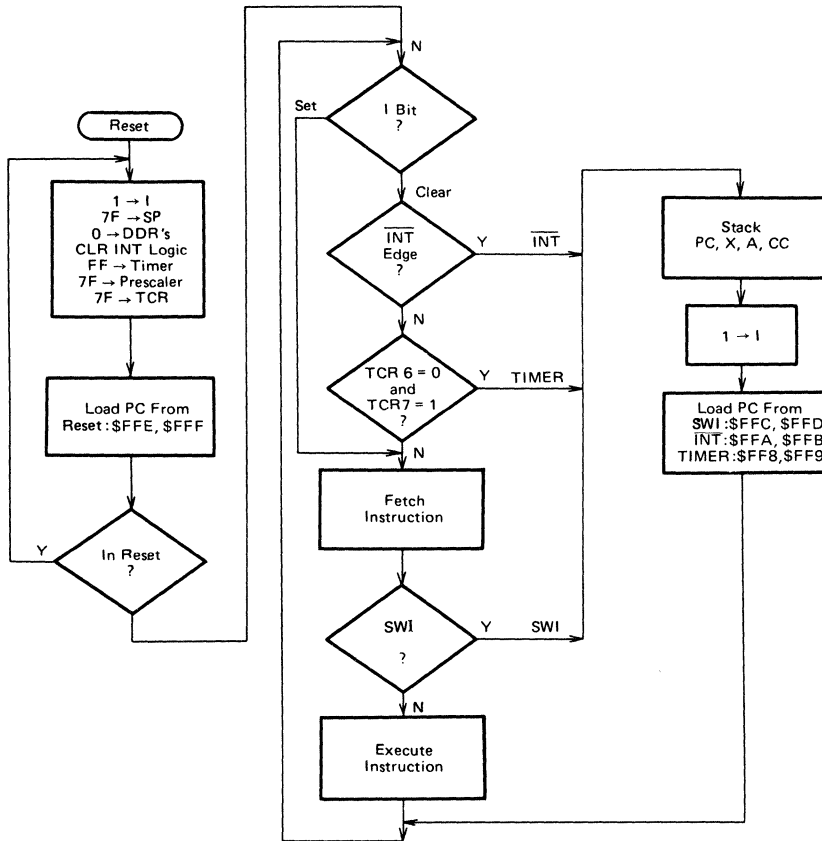 Reset
1 → I
7F → SP
0 → DDR's
CLR INT Logic
FF → Timer
7F → Prescaler
7F → TCR
Load PC From
Reset:$FFE, $FFF
In Reset
?
Y
N
I Bit
?
Set
Clear
INT
Edge
?
Y
INT
N
TCR 6 = 0
and
TCR7 = 1
?
Y
TIMER
N
Fetch
Instruction
SWI
?
Y
SWI
N
Execute
Instruction
Stack
PC, X, A, CC
1 → I
Load PC From
SWI:$FFC, $FFD
INT:$FFA, $FFB
TIMER:$FF8,$FF9